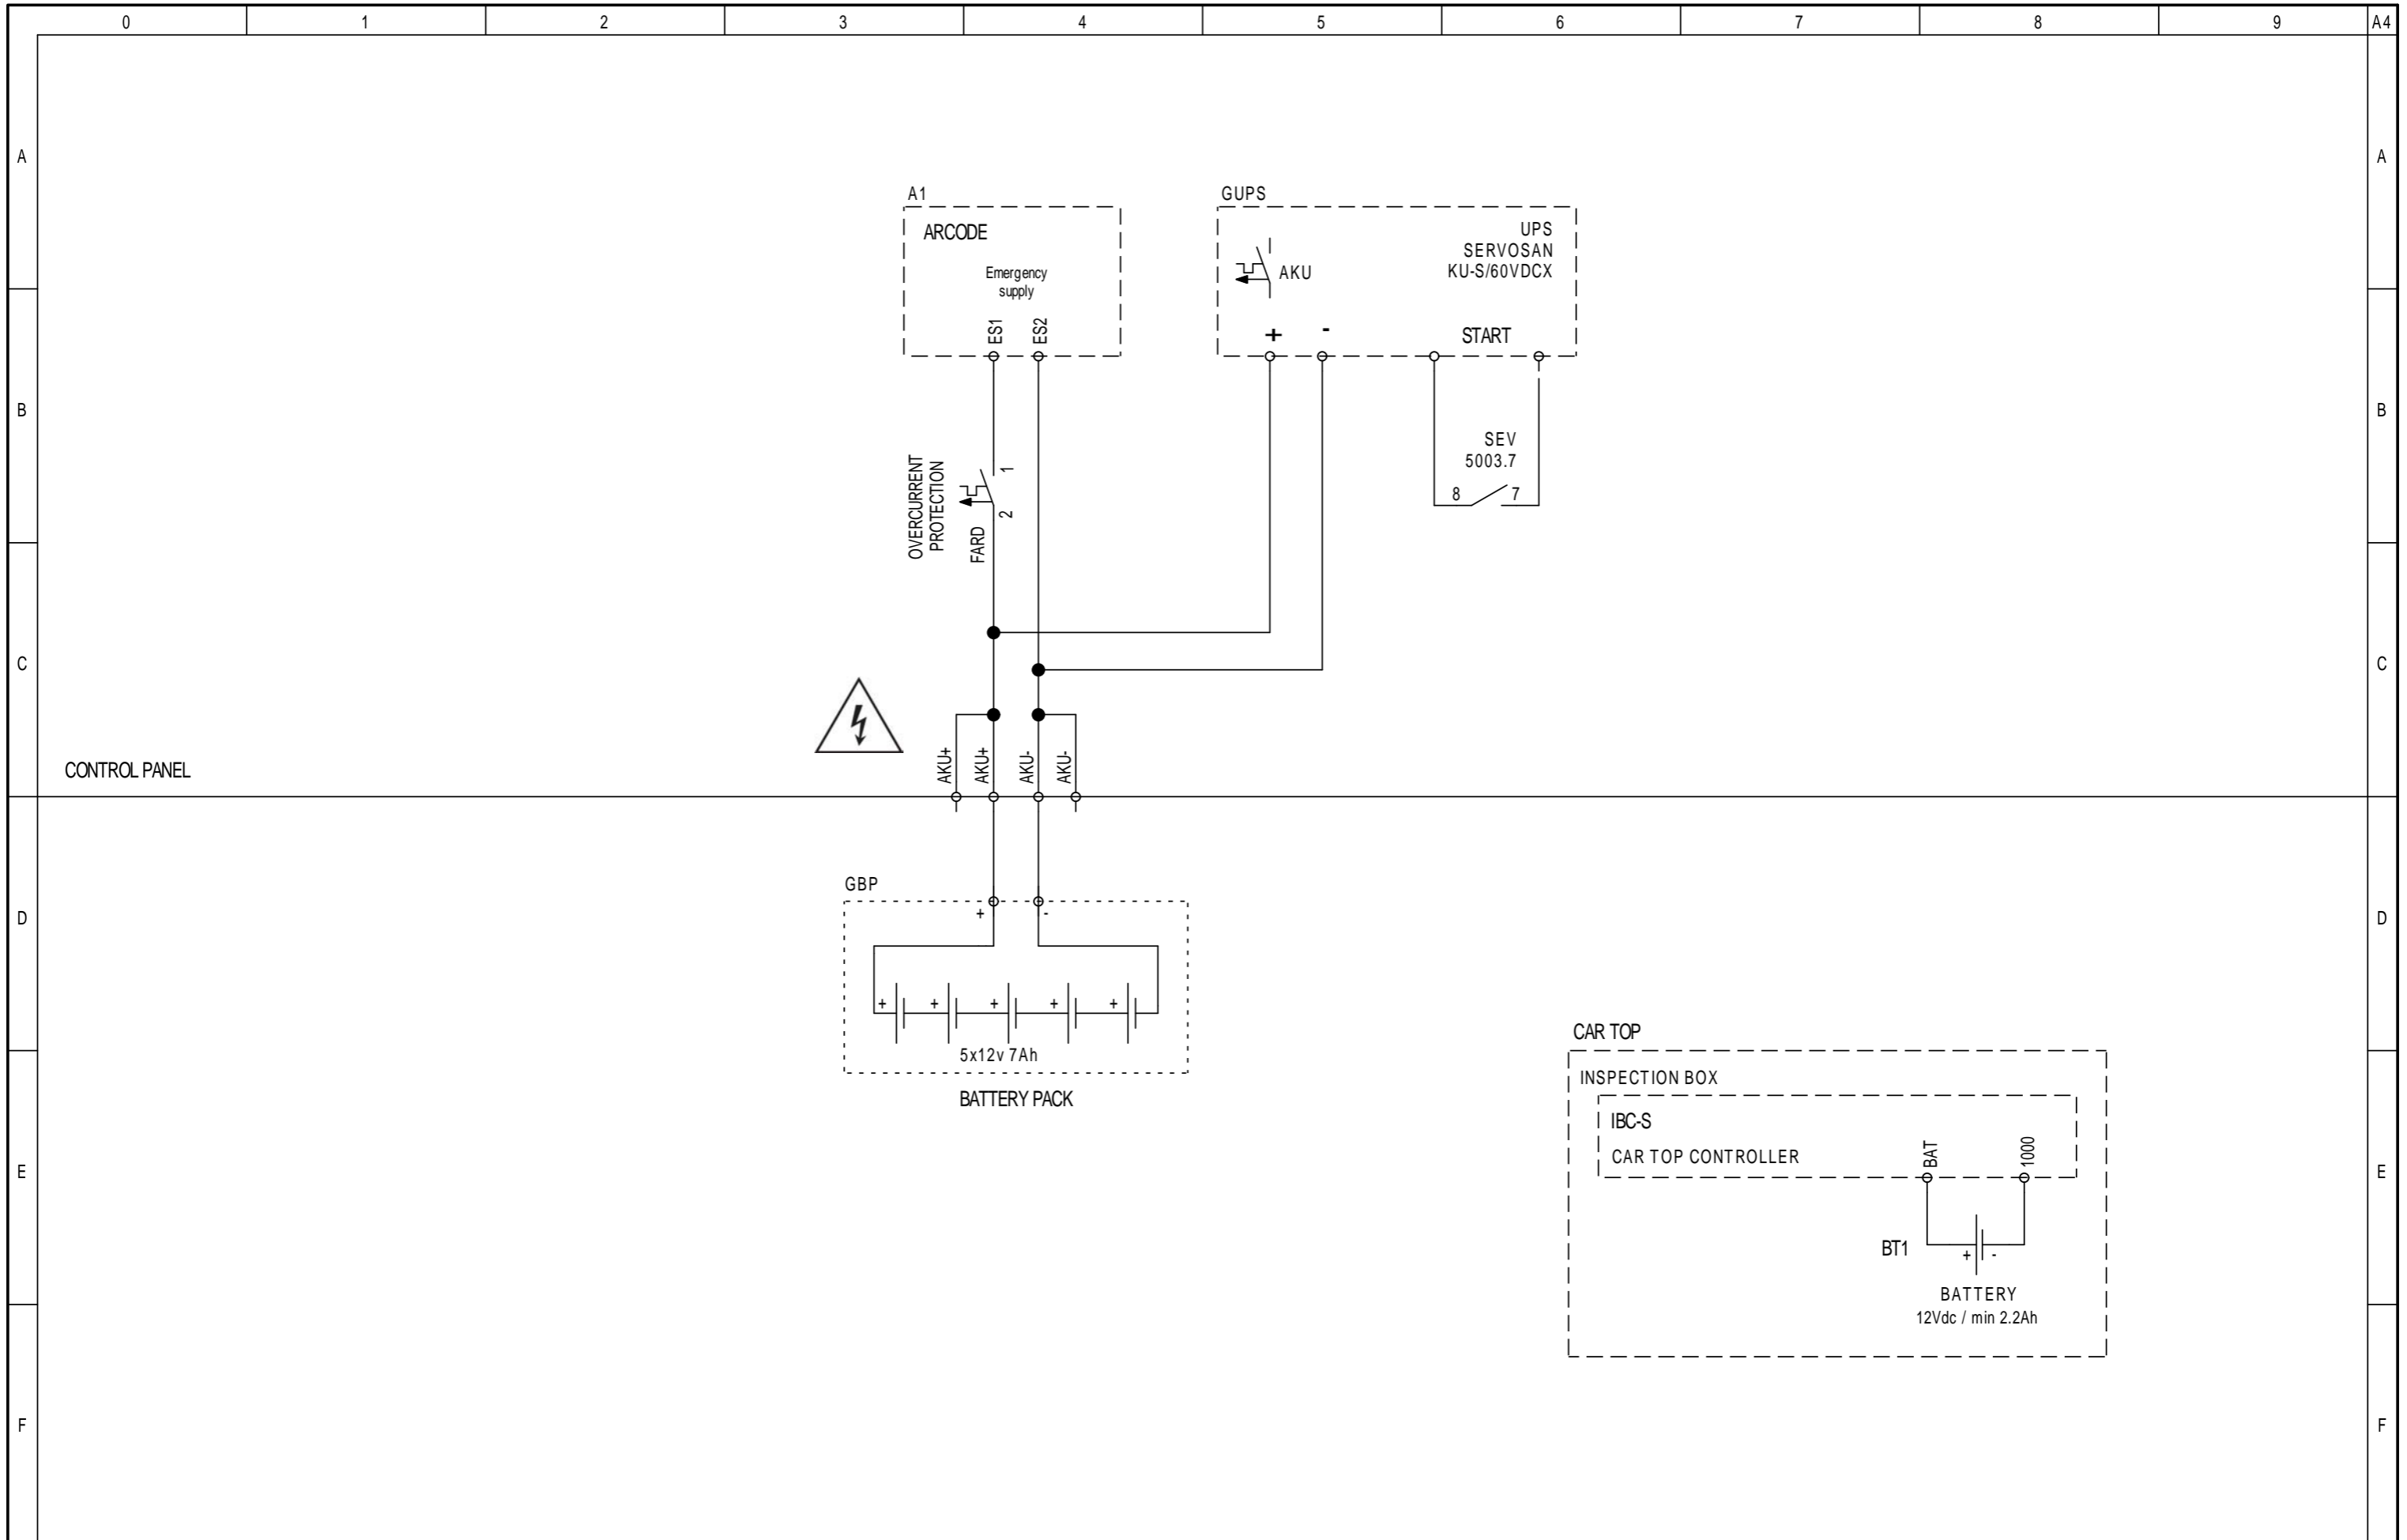 0 1 2 3 4 5 6 7 8 9 A4
A A
A1
ARCODE
Emergency
supply
ES1 ES2
GUPS
UPS
SERVOSAN
KU-S/60VDCX
AKU
+ -
START
B B
OVERCURRENT
PROTECTION
FARD
1
2
SEV
5003.7
8 7
C C
CONTROL PANEL
AKU+ AKU+ AKU- AKU-
D D
GBP
+ -
+ + + + +
5x12v 7Ah
BATTERY PACK
CAR TOP
INSPECTION BOX
IBC-S
CAR TOP CONTROLLER
BAT 1000
E E
BT1
+ -
BATTERY
12Vdc / min 2.2Ah
F F